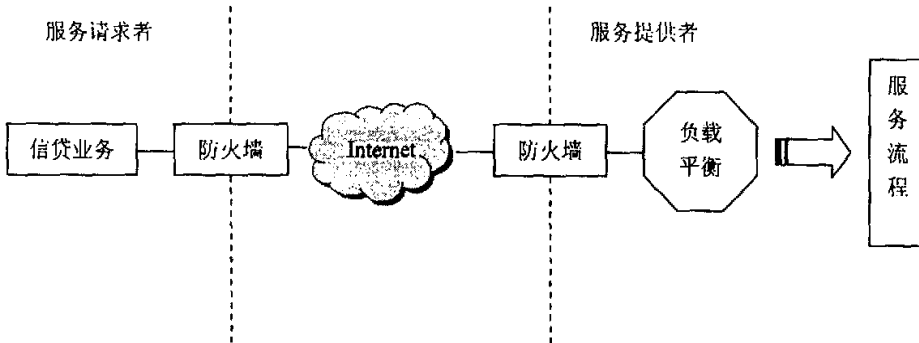 服务请求者
服务提供者
信贷业务
防火墙
Internet
防火墙
负载
平衡
服
务
流
程